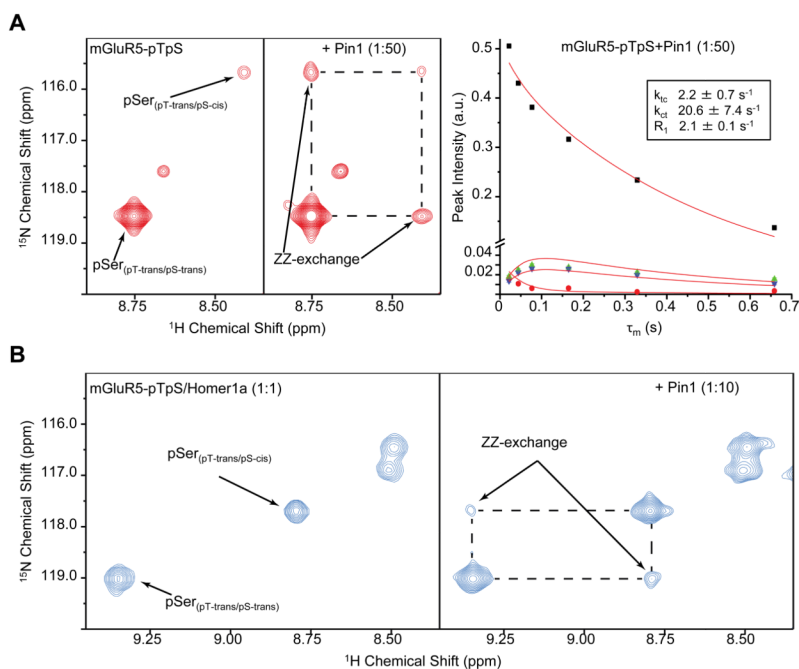 A
mGluR5-pTpS
+ Pin1 (1:50)
pSer(pT-trans/pS-cis)
pSer(pT-trans/pS-trans)
ZZ-exchange
115.0
116.0
117.0
118.0
119.0
15N Chemical Shift (ppm)
8.75
8.50
8.75
8.50
1H Chemical Shift (ppm)
mGluR5-pTpS+Pin1 (1:50)
ktc 2.2 ± 0.7 s-1
kct 20.6 ± 7.4 s-1
R1 2.1 ± 0.1 s-1
Peak Intensity (a.u.)
0.5
0.4
0.3
0.2
0.04
0.02
0
0.1
0.2
0.3
0.4
0.5
0.6
0.7
τm (s)
B
mGluR5-pTpS/Homer1a (1:1)
+ Pin1 (1:10)
pSer(pT-trans/pS-cis)
pSer(pT-trans/pS-trans)
ZZ-exchange
116.0
117.0
118.0
119.0
15N Chemical Shift (ppm)
9.25
9.00
8.75
8.50
9.25
9.00
8.75
8.50
1H Chemical Shift (ppm)